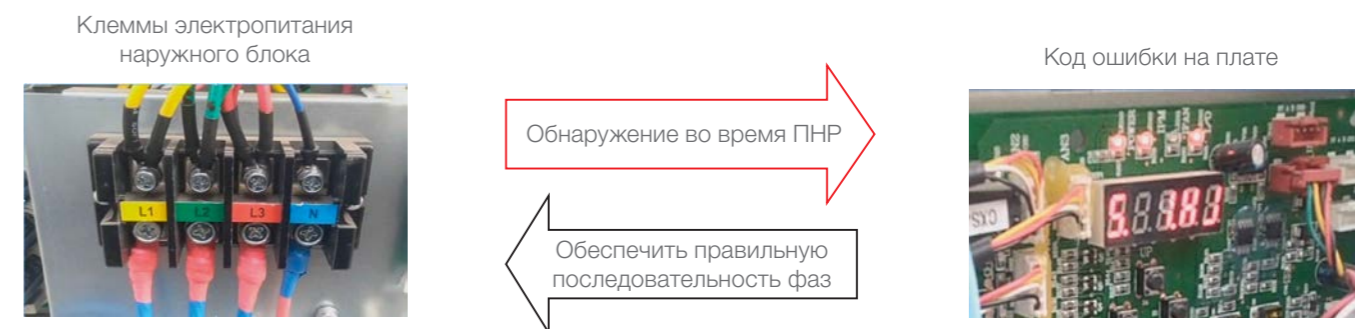 Клеммы электропитания
наружного блока
Код ошибки на плате
Обнаружение во время ПНР
Обеспечить правильную
последовательность фаз
L1 L2 L3 N